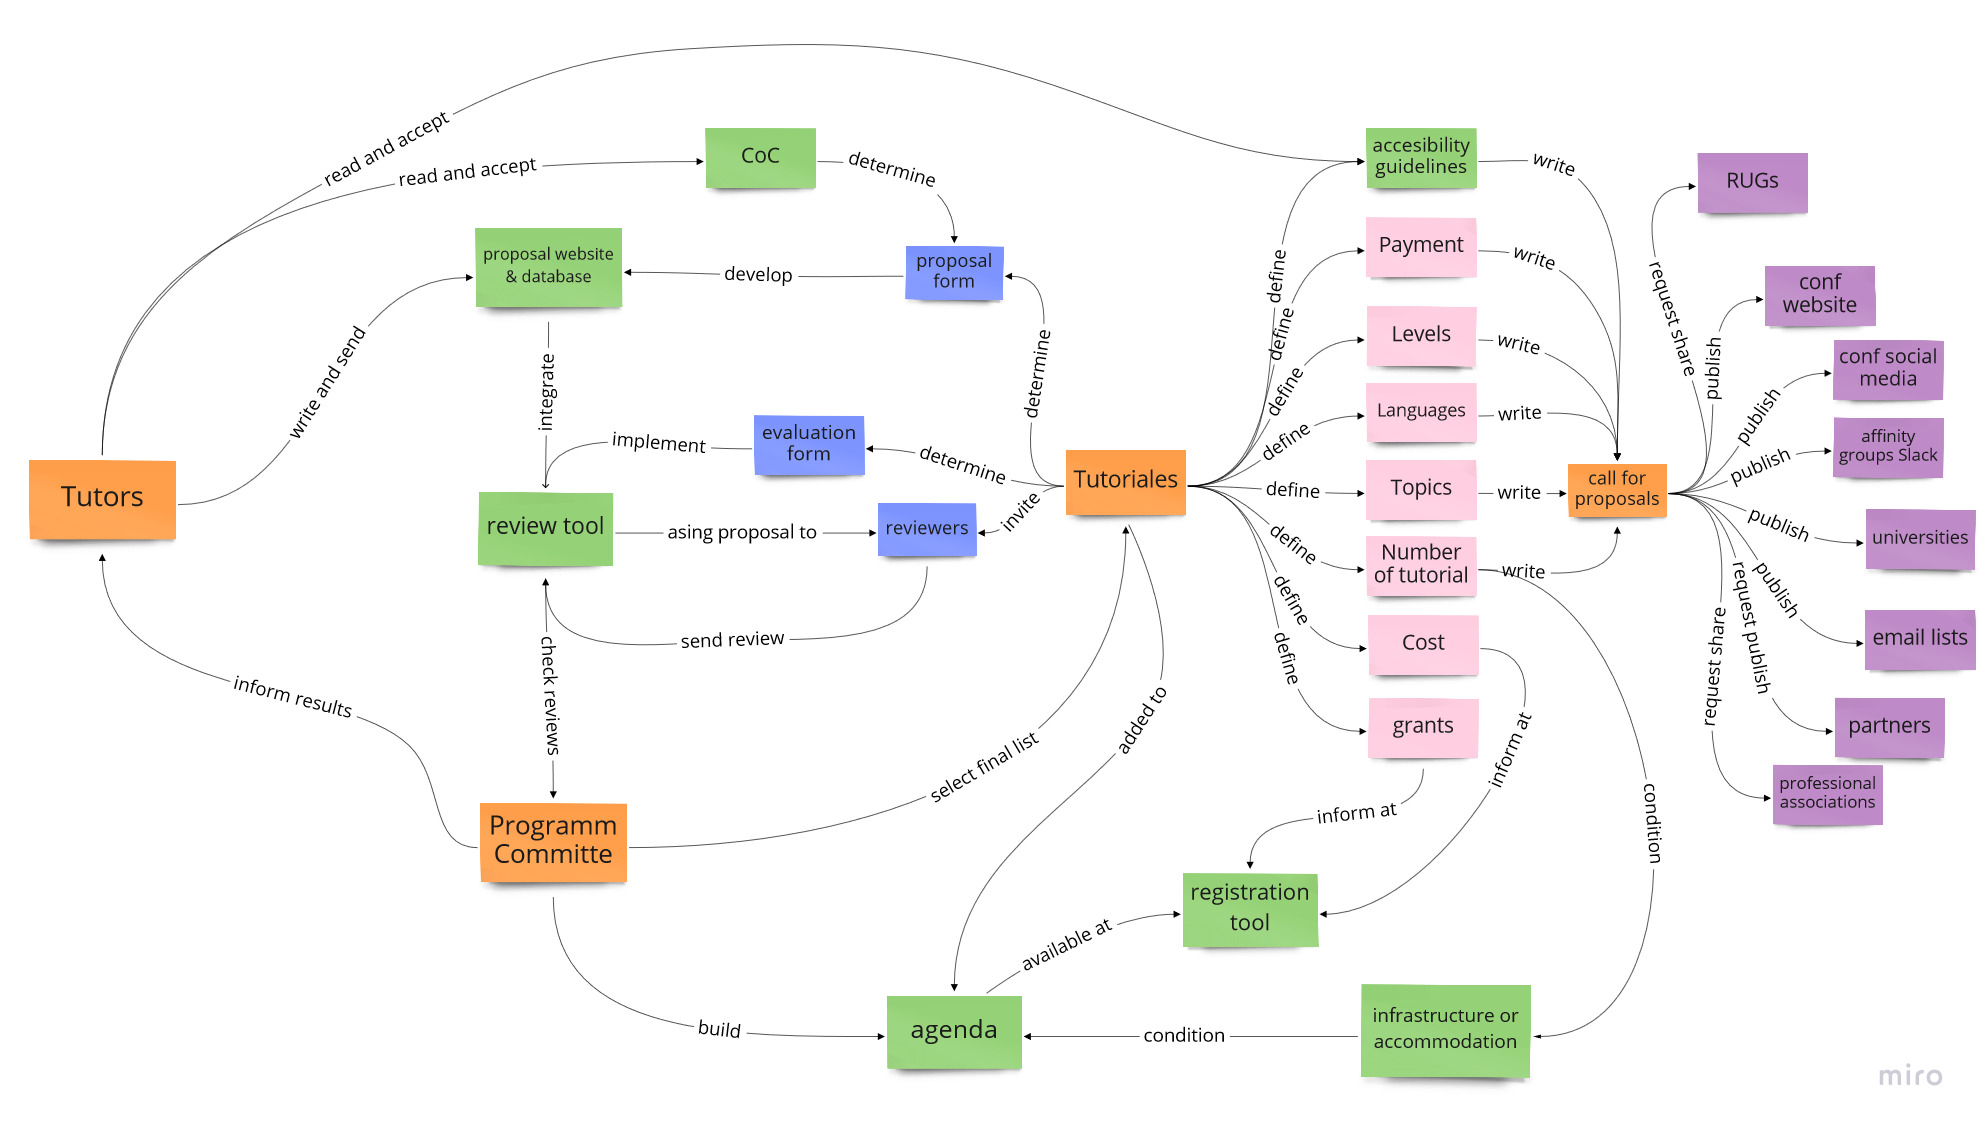 read and accept
read and accept
CoC
determine
accesibility
guidelines
write
RUGs
proposal website
& database
develop
proposal
form
define
Payment
write
request share
conf
website
write and send
integrate
determine
define
Levels
write
publish
conf social
media
implement
evaluation
form
determine
define
Languages
write
publish
affinity
groups Slack
Tutors
review tool
asing proposal to
reviewers
invite
Tutoriales
define
define
Topics
write
call for
proposals
publish
publish
universities
define
Number
of tutorial
write
publish
email lists
send review
check reviews
define
Cost
request share
request publish
inform results
define
grants
partners
select final list
added to
inform at
professional
associations
Programm
Committe
inform at
condition
registration
tool
available at
build
agenda
condition
infrastructure or
accommodation
miro